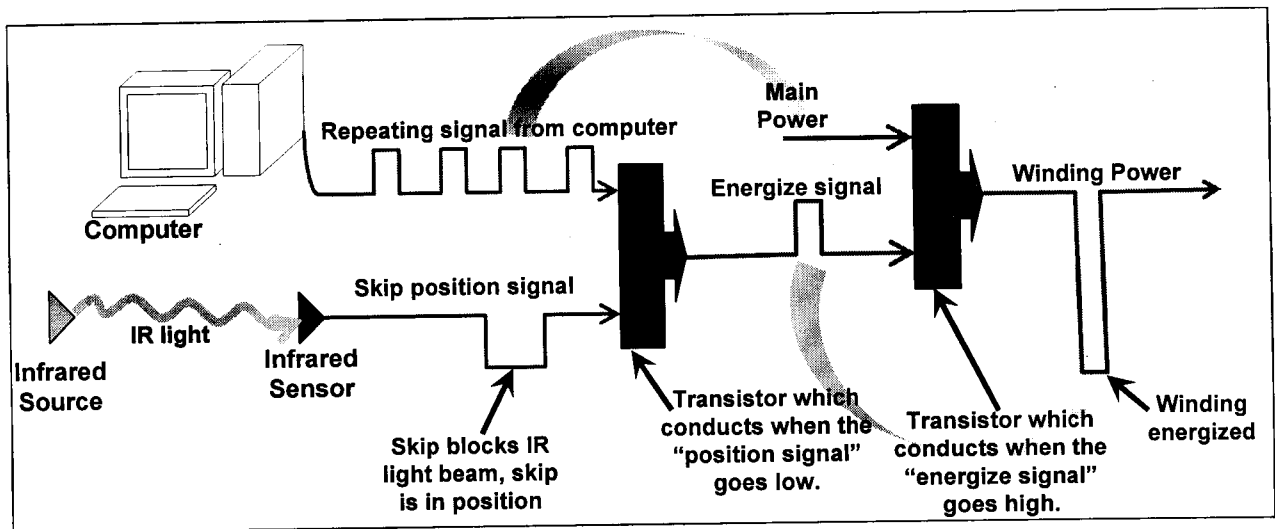 Main
Power
Repeating signal from computer
Energize signal
Winding Power
Computer
Skip position signal
IR light
Infrared
Source
Infrared
Sensor
Skip blocks IR
light beam, skip
is in position
Transistor which
conducts when the
“position signal”
goes low.
Transistor which
conducts when the
“energize signal”
goes high.
Winding
energized